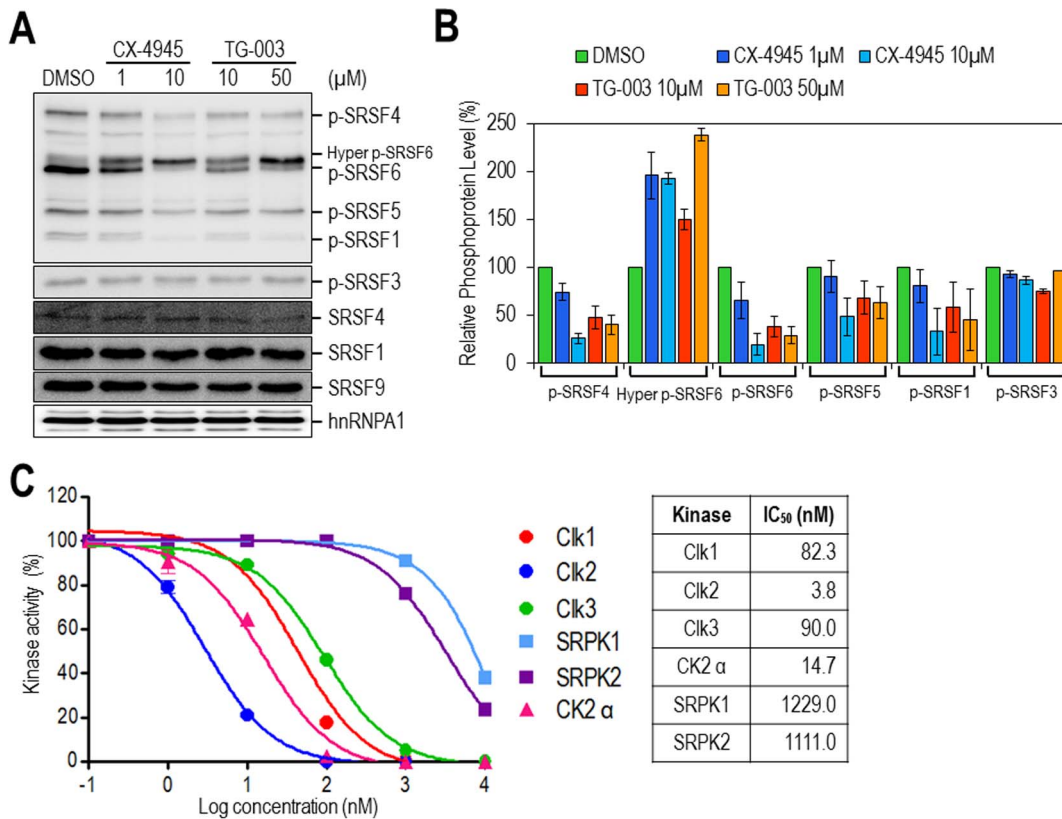 A
CX-4945 TG-003
DMSO 1 10 10 50 (μM)
p-SRSF4
Hyper p-SRSF6
p-SRSF6
p-SRSF5
p-SRSF1
p-SRSF3
SRSF4
SRSF1
SRSF9
hnRNPA1
B
DMSO CX-4945 1μM CX-4945 10μM
TG-003 10μM TG-003 50μM
Relative Phosphoprotein Level (%)
250
200
150
100
50
0
p-SRSF4 Hyper p-SRSF6 p-SRSF6 p-SRSF5 p-SRSF1 p-SRSF3
C
Kinase activity (%)
120
100
80
60
40
20
0
-1 0 1 2 3 4
Log concentration (nM)
Clk1
Clk2
Clk3
SRPK1
SRPK2
CK2 α
Kinase IC50 (nM)
Clk1 82.3
Clk2 3.8
Clk3 90.0
CK2 α 14.7
SRPK1 1229.0
SRPK2 1111.0